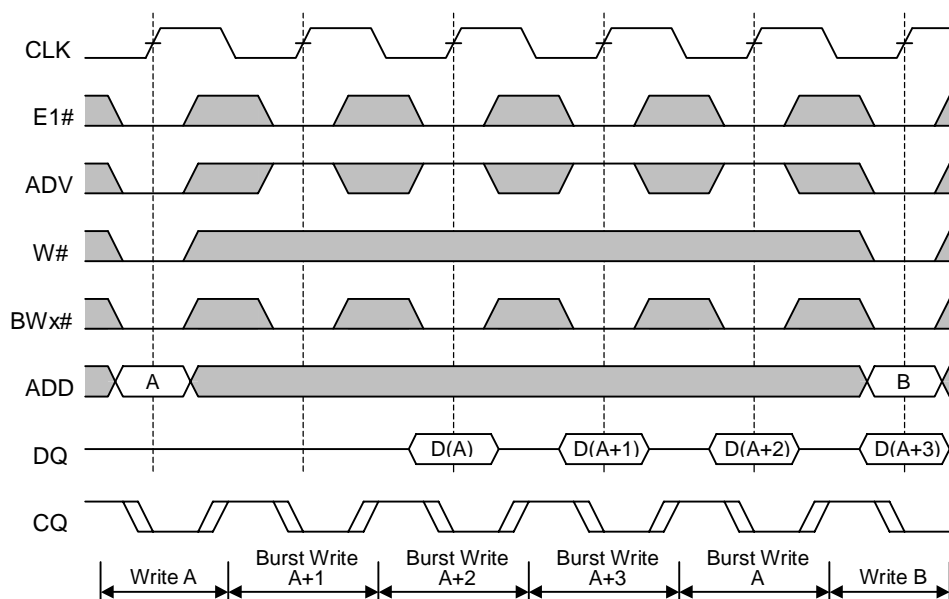 CLK
E1#
ADV
W#
BWx#
ADD
A
B
DQ
D(A)
D(A+1)
D(A+2)
D(A+3)
CQ
Write A
Burst Write
A+1
Burst Write
A+2
Burst Write
A+3
Burst Write
A
Write B